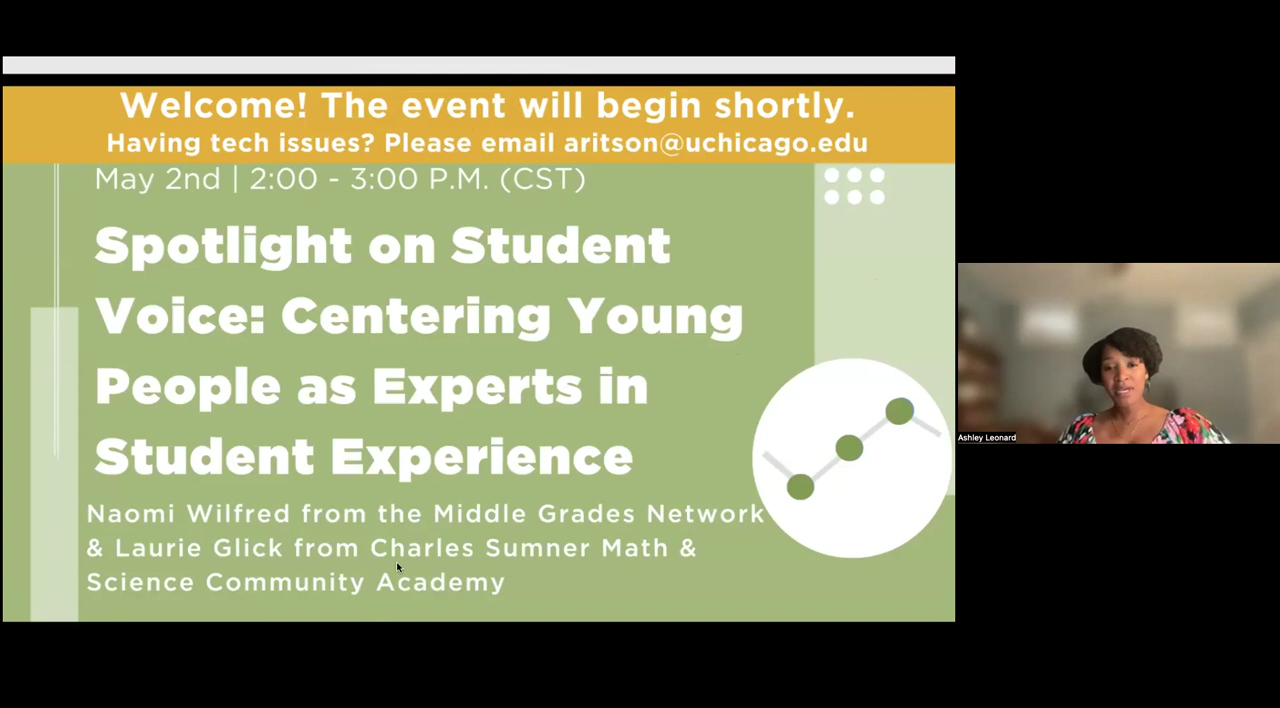 Welcome! The event will begin shortly.
Having tech issues? Please email aritson@uchicago.edu
May 2nd | 2:00 - 3:00 P.M. (CST)
Spotlight on Student
Voice: Centering Young
People as Experts in
Student Experience
Naomi Wilfred from the Middle Grades Network
& Laurie Glick from Charles Sumner Math &
Science Community Academy
Ashley Leonard